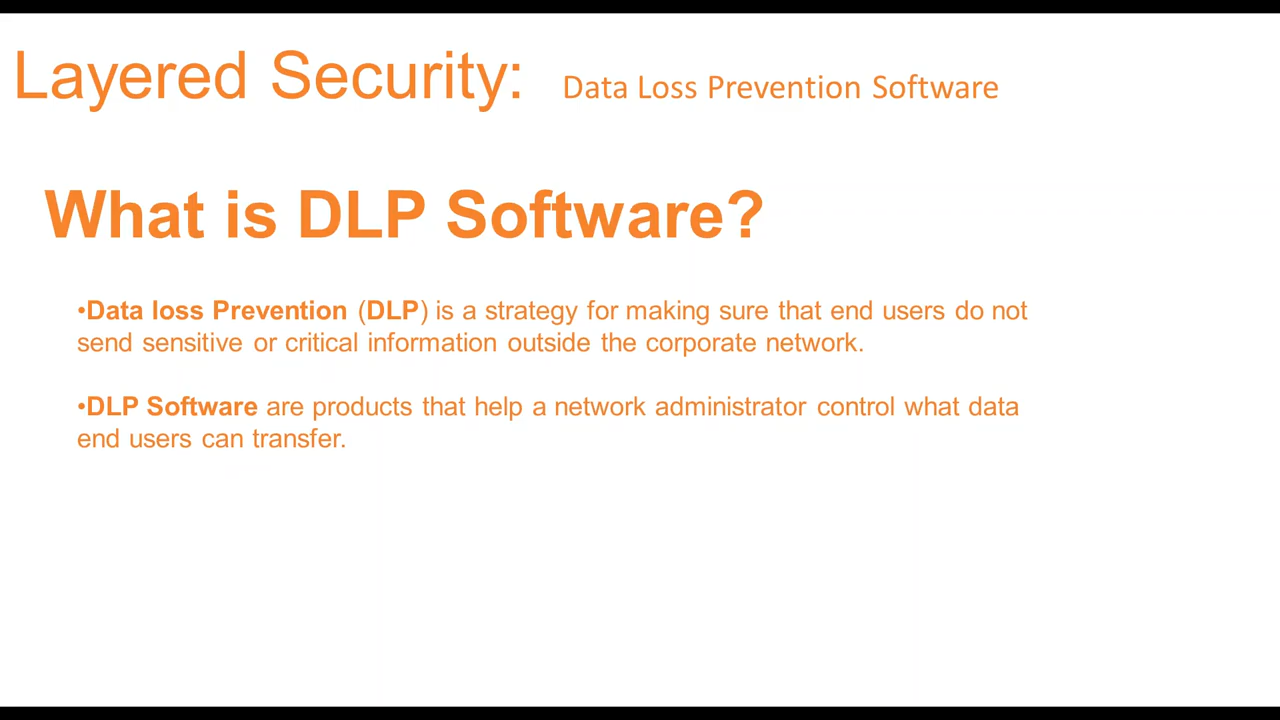 Layered Security: Data Loss Prevention Software
What is DLP Software?
•Data loss Prevention (DLP) is a strategy for making sure that end users do not
send sensitive or critical information outside the corporate network.
•DLP Software are products that help a network administrator control what data
end users can transfer.